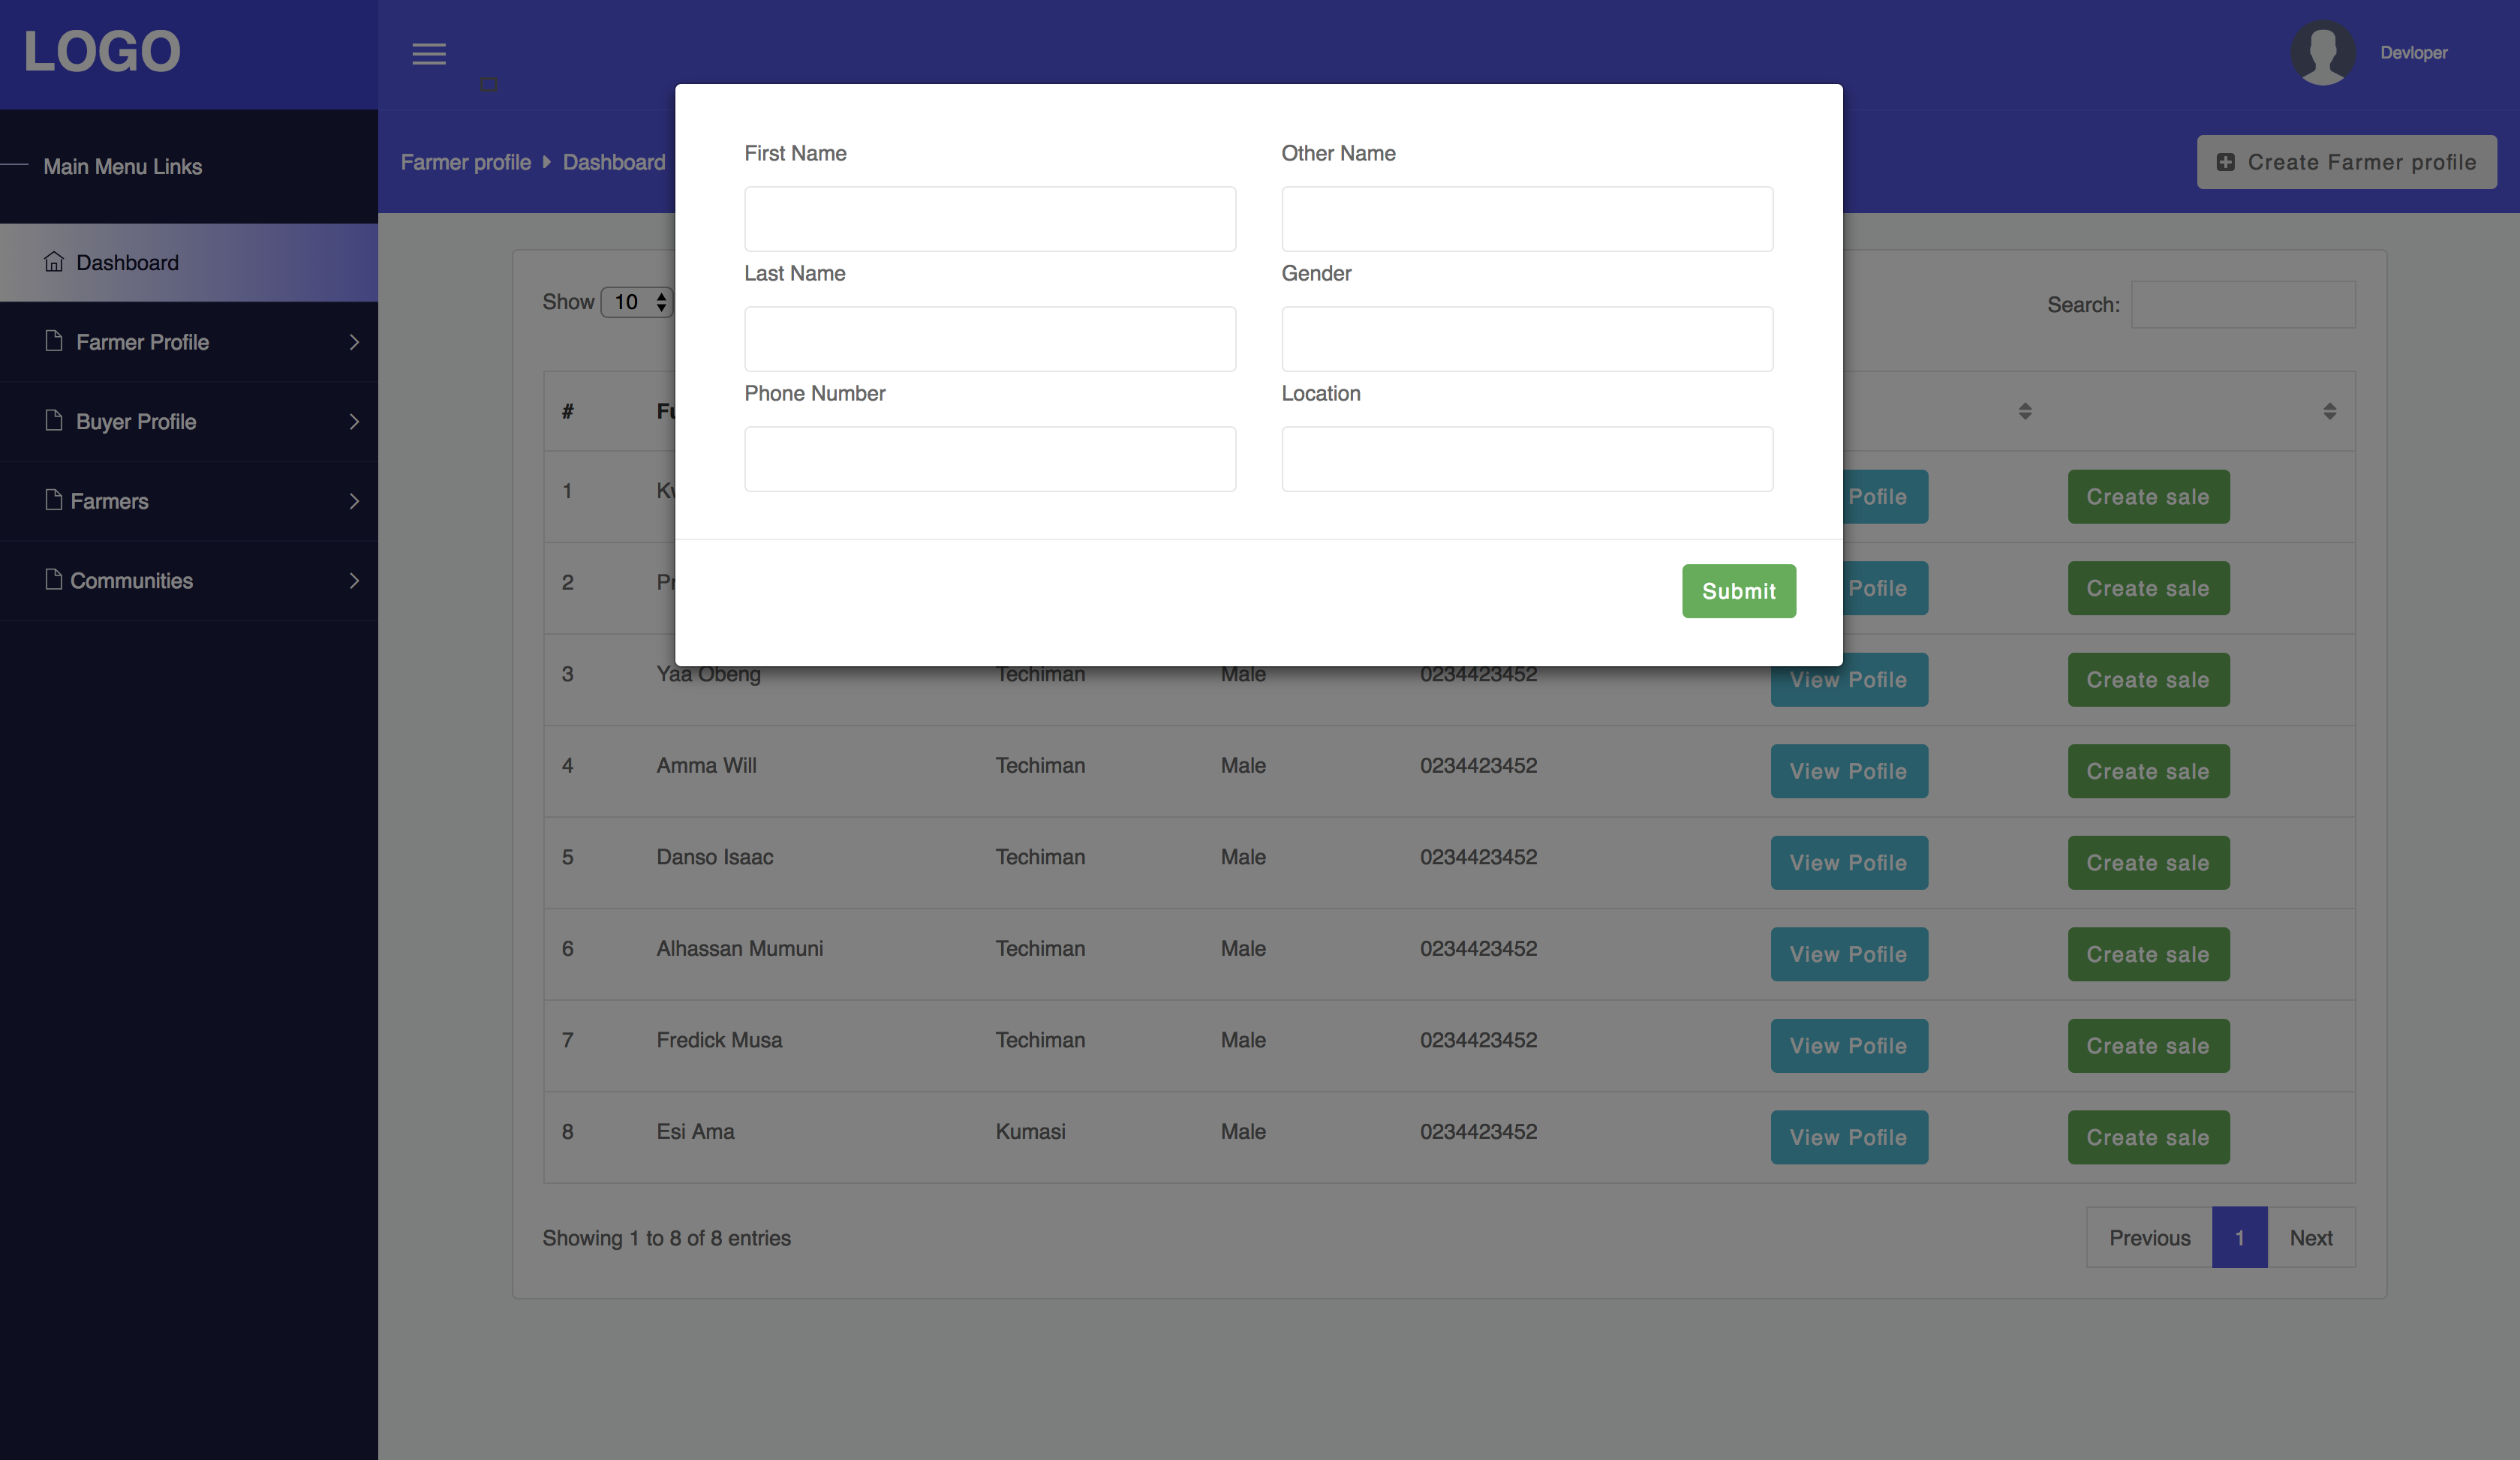 LOGO
Devloper
Main Menu Links
Farmer profile Dashboard
Create Farmer profile
Dashboard
Farmer Profile
Buyer Profile
Farmers
Communities
First Name Other Name
Last Name Gender
Phone Number Location
Submit
Show 10
Search:
#
1 Pofile Create sale
2 Pofile Create sale
3 Yaa Obeng Techiman Male 0234423452 View Pofile Create sale
4 Amma Will Techiman Male 0234423452 View Pofile Create sale
5 Danso Isaac Techiman Male 0234423452 View Pofile Create sale
6 Alhassan Mumuni Techiman Male 0234423452 View Pofile Create sale
7 Fredick Musa Techiman Male 0234423452 View Pofile Create sale
8 Esi Ama Kumasi Male 0234423452 View Pofile Create sale
Showing 1 to 8 of 8 entries
Previous 1 Next